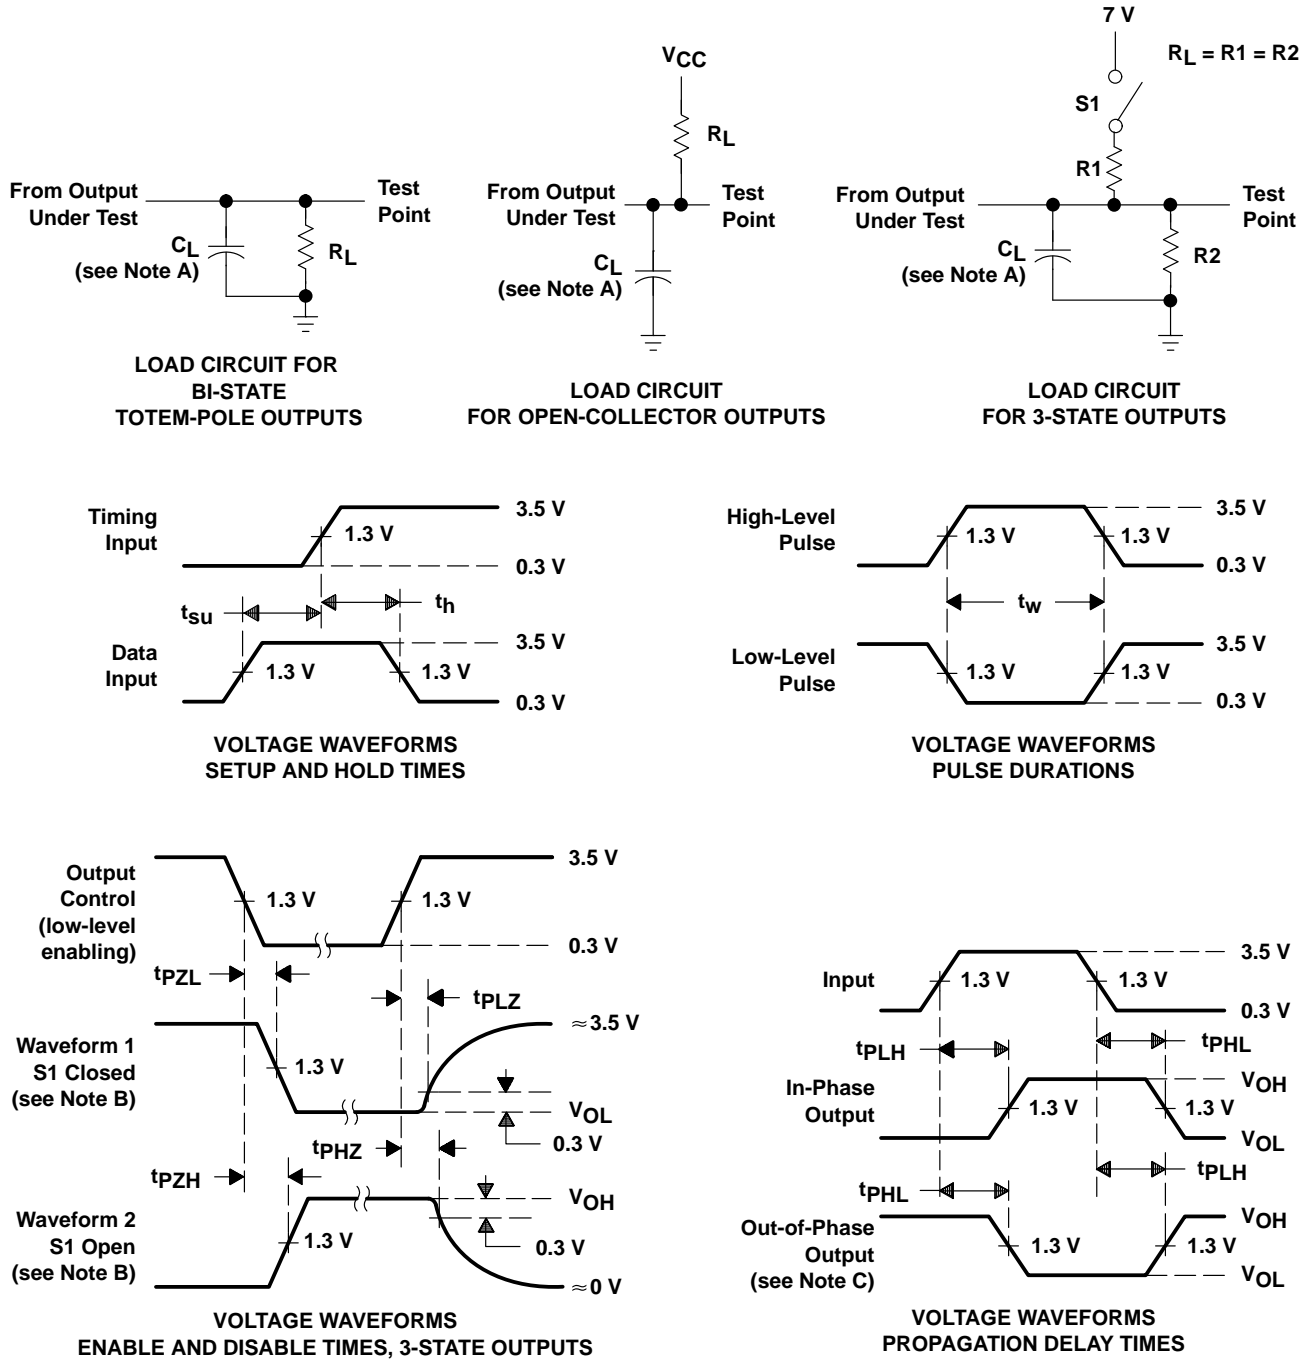 From Output
Under Test
CL
(see Note A)
RL
Test
Point
LOAD CIRCUIT FOR
BI-STATE
TOTEM-POLE OUTPUTS
VCC
RL
From Output
Under Test
Test
Point
CL
(see Note A)
LOAD CIRCUIT
FOR OPEN-COLLECTOR OUTPUTS
7 V
RL = R1 = R2
S1
R1
From Output
Under Test
Test
Point
CL
(see Note A)
R2
LOAD CIRCUIT
FOR 3-STATE OUTPUTS
Timing
Input
1.3 V
3.5 V
0.3 V
tsu
th
Data
Input
1.3 V
1.3 V
3.5 V
0.3 V
VOLTAGE WAVEFORMS
SETUP AND HOLD TIMES
High-Level
Pulse
1.3 V
1.3 V
3.5 V
0.3 V
tw
Low-Level
Pulse
1.3 V
1.3 V
3.5 V
0.3 V
VOLTAGE WAVEFORMS
PULSE DURATIONS
Output
Control
(low-level
enabling)
1.3 V
1.3 V
3.5 V
0.3 V
tPZL
tPLZ
Waveform 1
S1 Closed
(see Note B)
1.3 V
≈3.5 V
VOL
0.3 V
tPHZ
tPZH
Waveform 2
S1 Open
(see Note B)
1.3 V
VOH
0.3 V
≈0 V
VOLTAGE WAVEFORMS
ENABLE AND DISABLE TIMES, 3-STATE OUTPUTS
Input
1.3 V
1.3 V
3.5 V
0.3 V
tPLH
tPHL
In-Phase
Output
1.3 V
1.3 V
VOH
VOL
tPHL
tPLH
Out-of-Phase
Output
(see Note C)
1.3 V
1.3 V
VOH
VOL
VOLTAGE WAVEFORMS
PROPAGATION DELAY TIMES